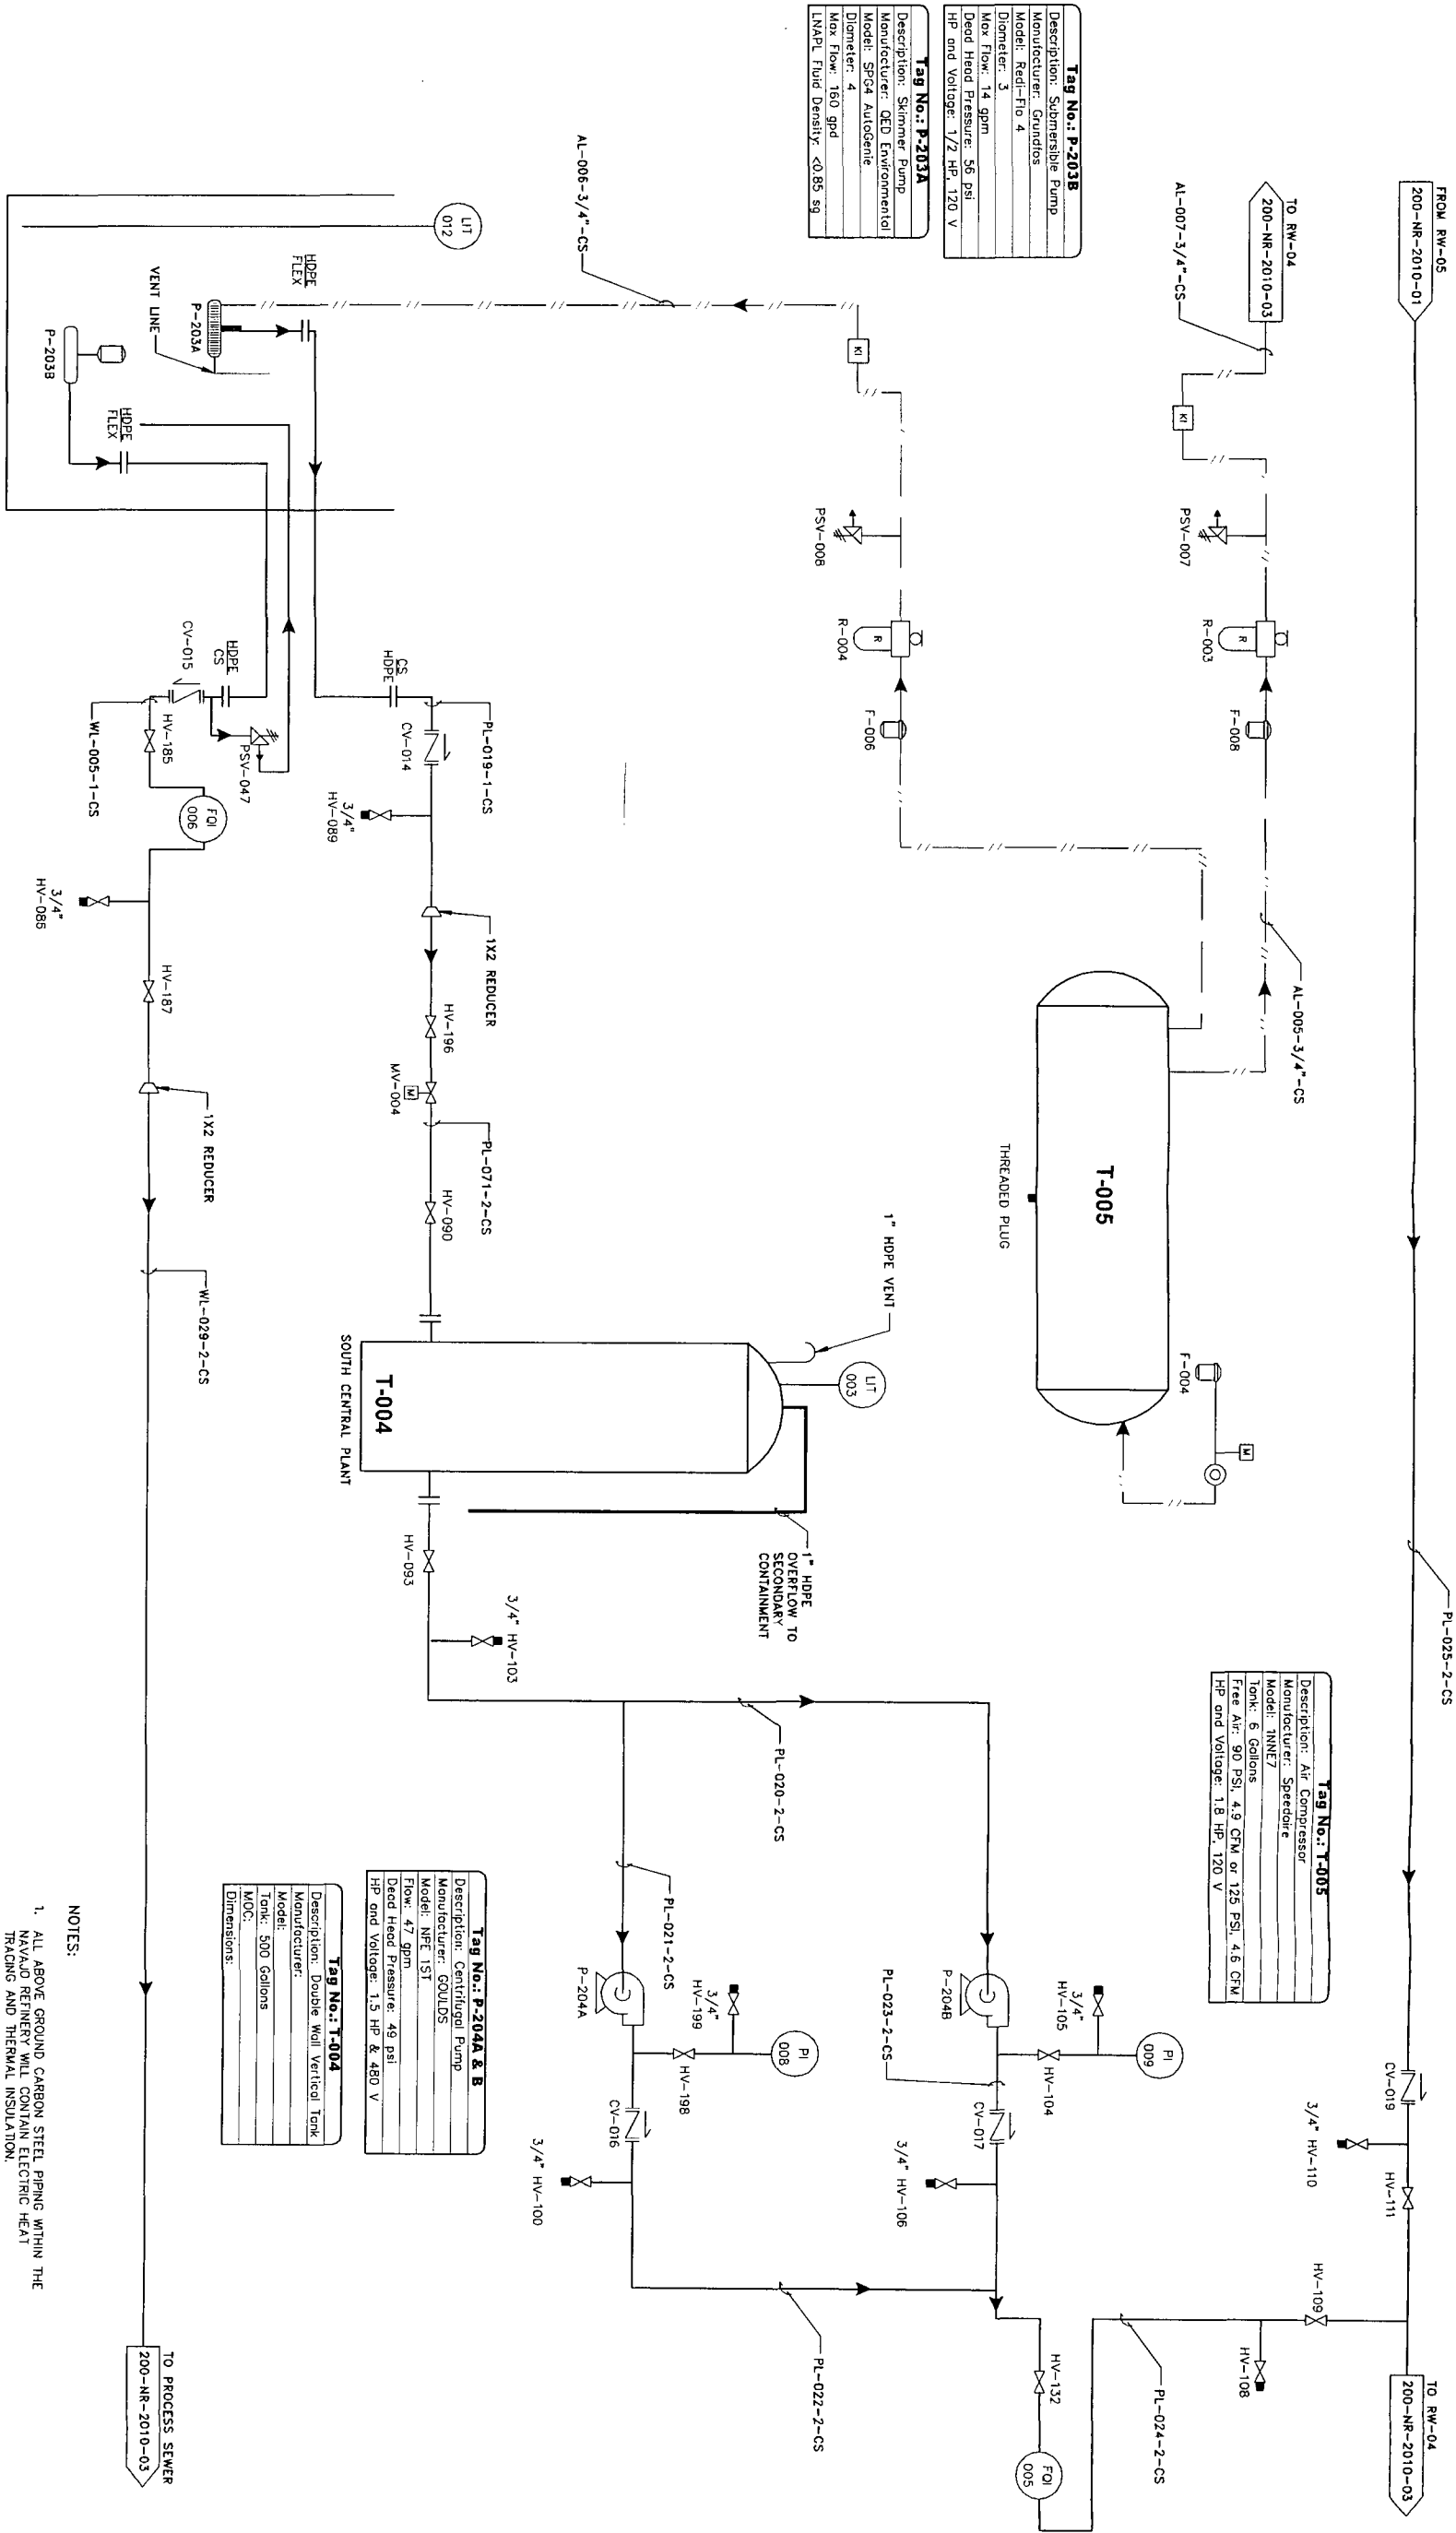 FROM RW-05
200-NR-2010-01
PL-025-2-CS
CV-019
3/4" HV-110
HV-111
TO RW-04
200-NR-2010-03
HV-109
HV-108
PL-024-2-CS
TO RW-04
200-NR-2010-03
AL-007-3/4"-CS
KI
PSV-007
R
R-003
F-008
AL-005-3/4"-CS
Tag No.: T-005
Description: Air Compressor
Manufacturer: Speedaire
Model: 1NNE7
Tank: 6 Gallons
Free Air: 90 PSI, 4.9 CFM or 125 PSI, 4.6 CFM
HP and Voltage: 1.8 HP, 120 V
F-004
M
T-005
THREADED PLUG
Tag No.: P-203B
Description: Submersible Pump
Manufacturer: Grundfos
Model: Redi-Flo 4
Diameter: 3
Max Flow: 14 gpm
Dead Head Pressure: 56 psi
HP and Voltage: 1/2 HP, 120 V
Tag No.: P-203A
Description: Skimmer Pump
Manufacturer: QED Environmental
Model: SPG4 AutoGenie
Diameter: 4
Max Flow: 160 gpd
LNAPL Fluid Density: <0.85 sg
KI
PSV-008
R
R-004
F-006
AL-006-3/4"-CS
1" HDPE VENT
LIT
003
1" HDPE
OVERFLOW TO
SECONDARY
CONTAINMENT
T-004
SOUTH CENTRAL PLANT
PI
009
3/4"
HV-105
HV-104
P-204B
PL-023-2-CS
CV-017
3/4" HV-106
HV-132
FQI
005
PL-020-2-CS
PL-022-2-CS
PI
008
3/4"
HV-199
HV-198
PL-021-2-CS
P-204A
CV-016
3/4" HV-100
LIT
012
HDPE
FLEX
P-203A
VENT LINE
P-203B
HDPE
FLEX
CS
HDPE
PL-019-1-CS
CV-014
3/4"
HV-089
1X2 REDUCER
HV-196
MV-004
M
PL-071-2-CS
HV-090
HV-093
3/4" HV-103
HDPE
CS
CV-015
PSV-047
HV-185
WL-005-1-CS
FQI
006
3/4"
HV-086
HV-187
1X2 REDUCER
WL-029-2-CS
Tag No.: P-204A & B
Description: Centrifugal Pump
Manufacturer: GOULDS
Model: NPE 1ST
Flow: 47 gpm
Dead Head Pressure: 49 psi
HP and Voltage: 1.5 HP & 480 V
Tag No.: T-004
Description: Double Wall Vertical Tank
Manufacturer:
Model:
Tank: 500 Gallons
MOC:
Dimensions:
TO PROCESS SEWER
200-NR-2010-03
NOTES:
1. ALL ABOVE GROUND CARBON STEEL PIPING WITHIN THE
NAVAJO REFINERY WILL CONTAIN ELECTRIC HEAT
TRACING AND THERMAL INSULATION.